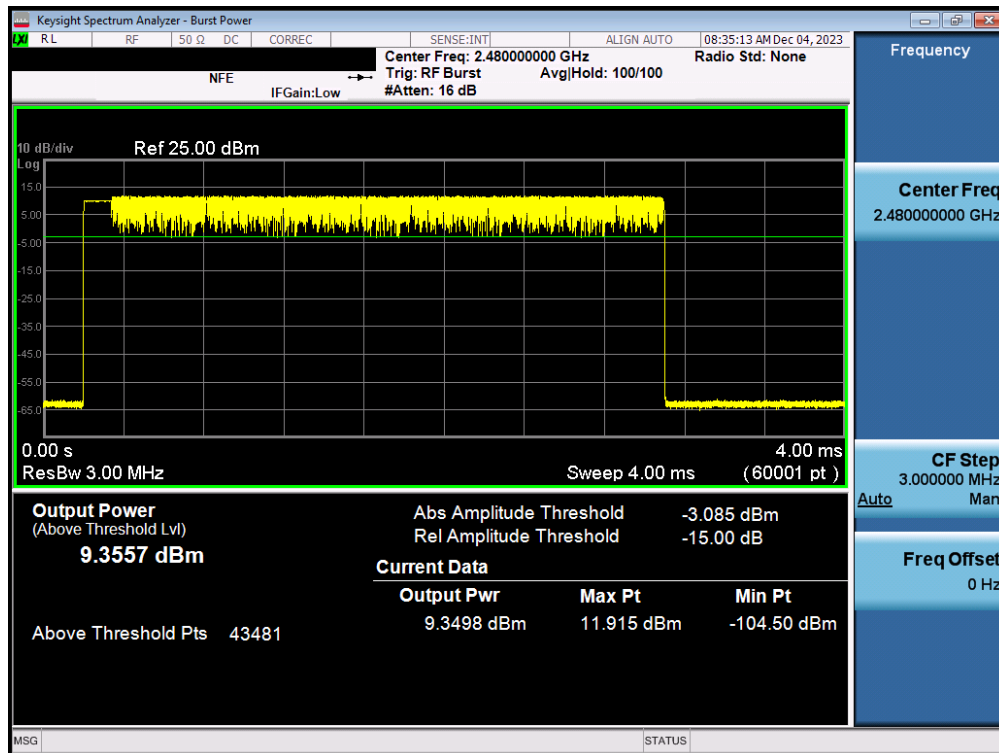 Keysight Spectrum Analyzer - Burst Power
LXI RL RF 50 Ω DC CORREC SENSE:INT ALIGN AUTO 08:35:13 AM Dec 04, 2023
NFE
IFGain:Low
Center Freq: 2.480000000 GHz
Trig: RF Burst Avg|Hold: 100/100
#Atten: 16 dB
Radio Std: None
10 dB/div Ref 25.00 dBm
Log
15.0
5.00
-5.00
-15.0
-25.0
-35.0
-45.0
-55.0
-65.0
0.00 s 4.00 ms
ResBw 3.00 MHz Sweep 4.00 ms (60001 pt )
Output Power
(Above Threshold Lvl)
9.3557 dBm
Above Threshold Pts 43481
Abs Amplitude Threshold -3.085 dBm
Rel Amplitude Threshold -15.00 dB
Current Data
Output Pwr Max Pt Min Pt
9.3498 dBm 11.915 dBm -104.50 dBm
Frequency
Center Freq
2.480000000 GHz
CF Step
3.000000 MHz
Auto Man
Freq Offset
0 Hz
MSG STATUS